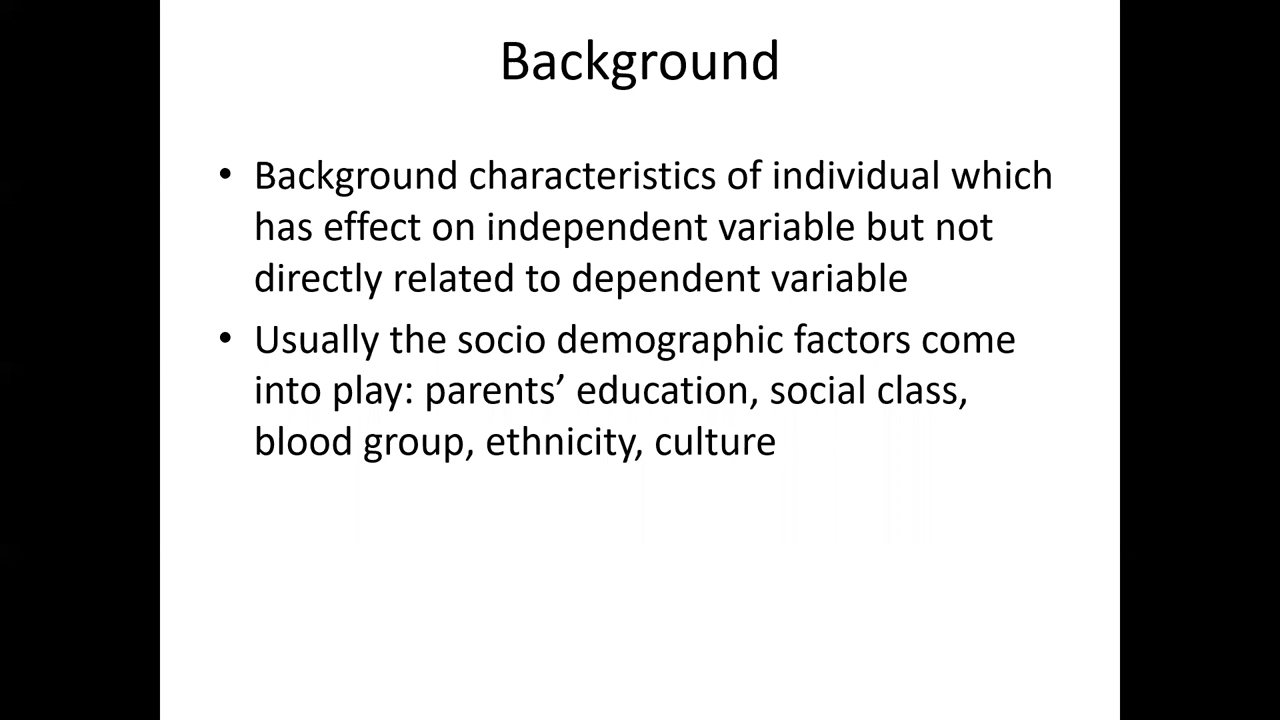 Background
• Background characteristics of individual which
has effect on independent variable but not
directly related to dependent variable
• Usually the socio demographic factors come
into play: parents’ education, social class,
blood group, ethnicity, culture